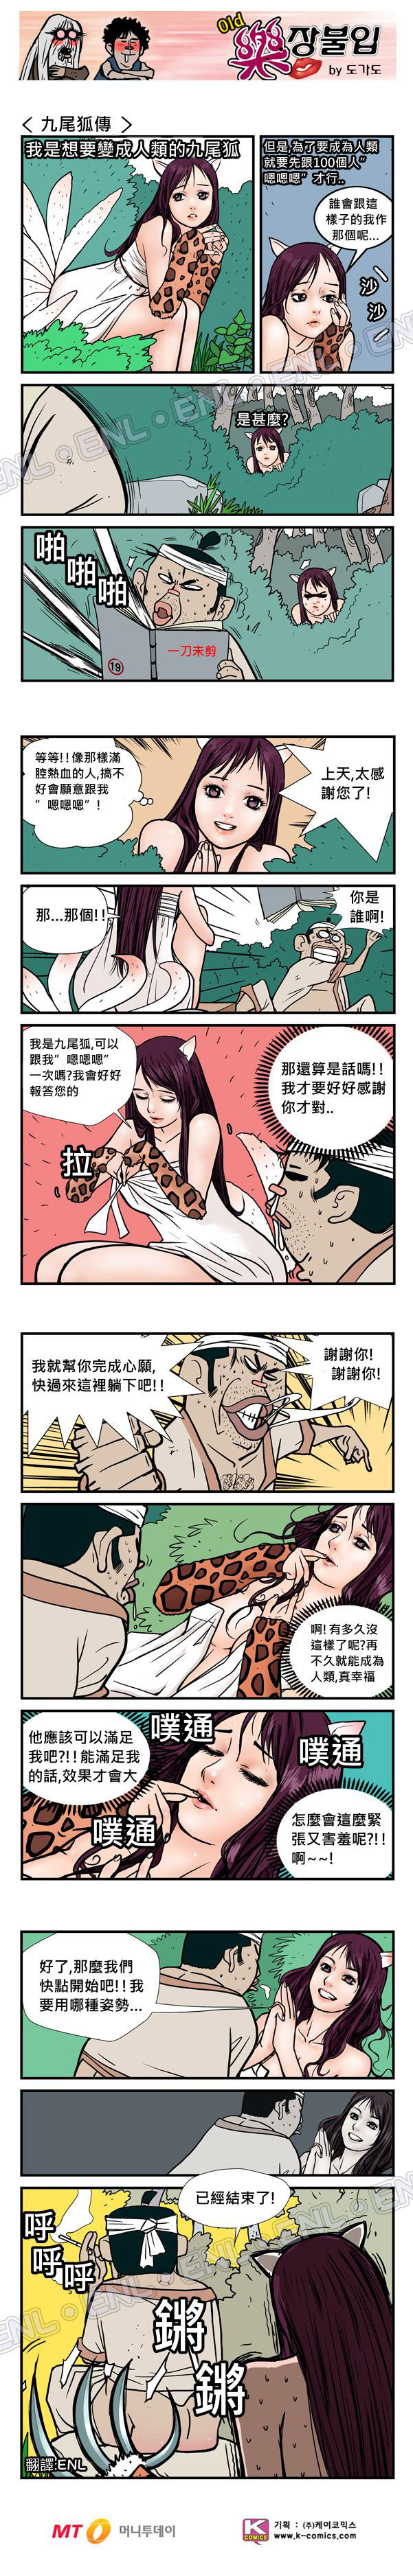 Old 樂장불입
by 도가도
< 九尾狐傳 >
我是想要變成人類的九尾狐
但是,為了要成為人類
就要先跟100個人"
嗯嗯嗯" 才行..
誰會跟這
樣子的我作
那個呢...
沙
沙
是甚麼?
啪
啪
啪
19
一刀未剪
等等!!像那樣滿
腔熱血的人,搞不
好會願意跟我
"嗯嗯嗯"!
上天,太感
謝您了!
那...那個!!
你是
誰啊!
我是九尾狐,可以
跟我"嗯嗯嗯"
一次嗎?我會好好
報答您的
那還算是話嗎!!
我才要好好感謝
你才對..
拉
我就幫你完成心願,
快過來這裡躺下吧!!
謝謝你!
謝謝你!
啊!有多久沒
這樣了呢?再
不久就能成為
人類,真幸福
他應該可以滿足
我吧?!!能滿足我
的話,效果才會大
噗通
噗通
噗通
怎麼會這麼緊
張又害羞呢?!!
啊~~!
好了,那麼我們
快點開始吧!!我
要用哪種姿勢...
已經結束了!
呼
呼
呼
鏘
鏘
翻譯:ENL
MT 머니투데이
K COMICS
기획 : (주)케이코믹스
www.k-comics.com
ENL ENL ENL ENL
ENL ENL ENL ENL